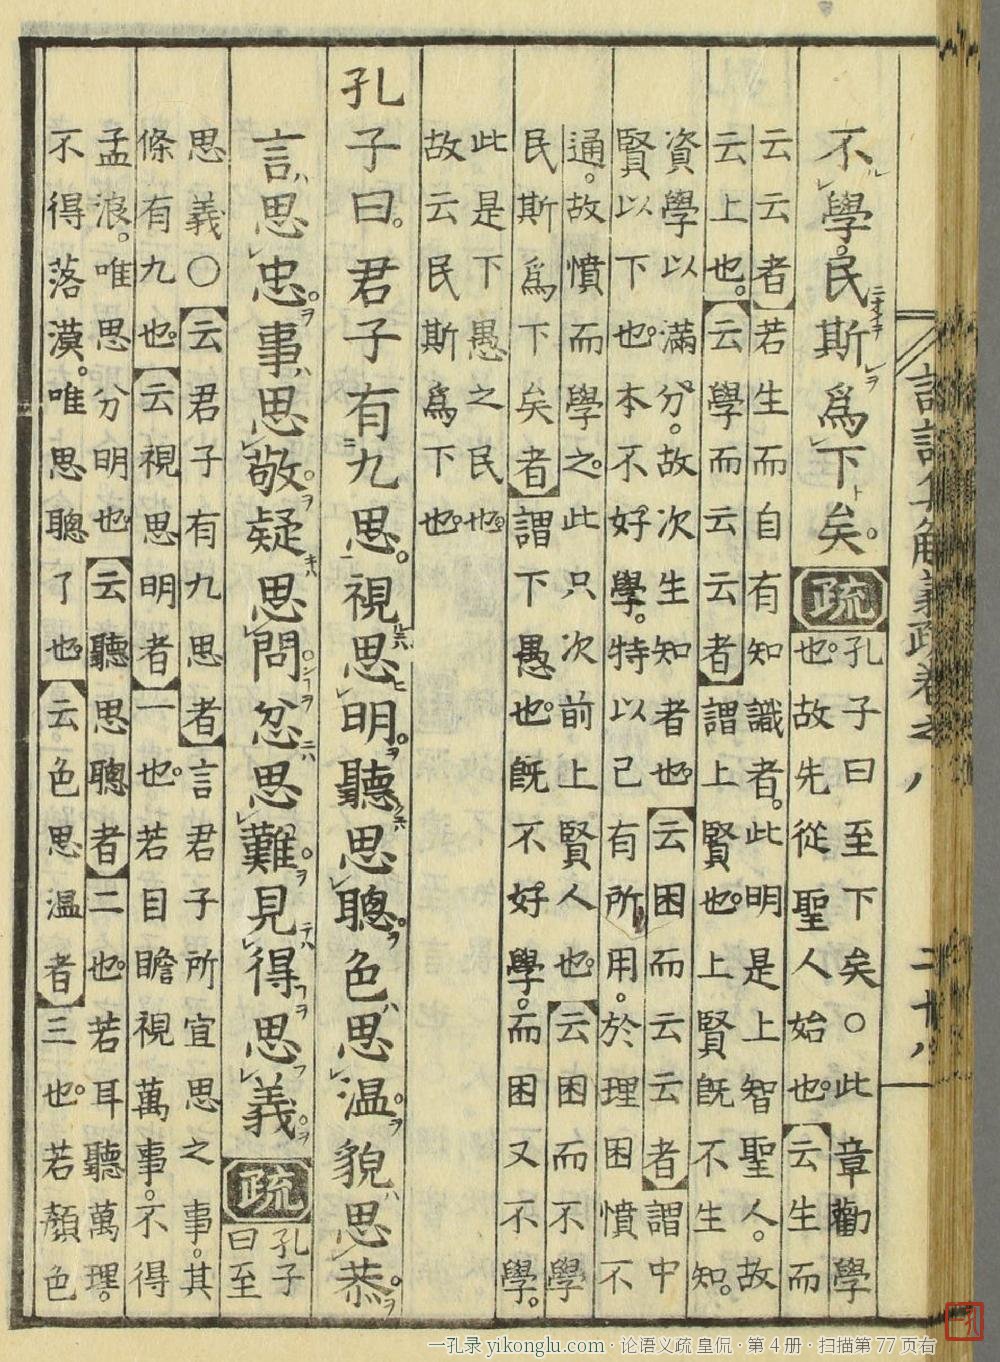 不學民斯爲下矣疏孔子曰至下矣○此章勸學
也故先從聖人始也云生而
云云者若生而自有知識者此明是上智聖人故
云上也云學而云云者謂上賢也上賢既不生知
資學以滿分故次生知者也云困而云云者謂中
賢以下也本不好學特以己有所用於理困憤不
通故憤而學之此只次前上賢人也云困而不學
民斯爲下矣者謂下愚也既不好學而困又不學
此是下愚之民也
故云民斯爲下也
孔子曰君子有九思視思明聽思聰色思温貌思恭
言思忠事思敬疑思問忿思難見得思義疏孔子
曰至
思義○云君子有九思者言君子所宜思之事其
條有九也云視思明者一也若目瞻視萬事不得
孟浪唯思分明也云聽思聰者二也若耳聽萬理
不得落漠唯思聰了也云色思温者三也若顏色
論語集解義疏卷之八 二十八
一孔录 yikonglu.com · 论语义疏 皇侃 · 第 4 册 · 扫描第 77 页右